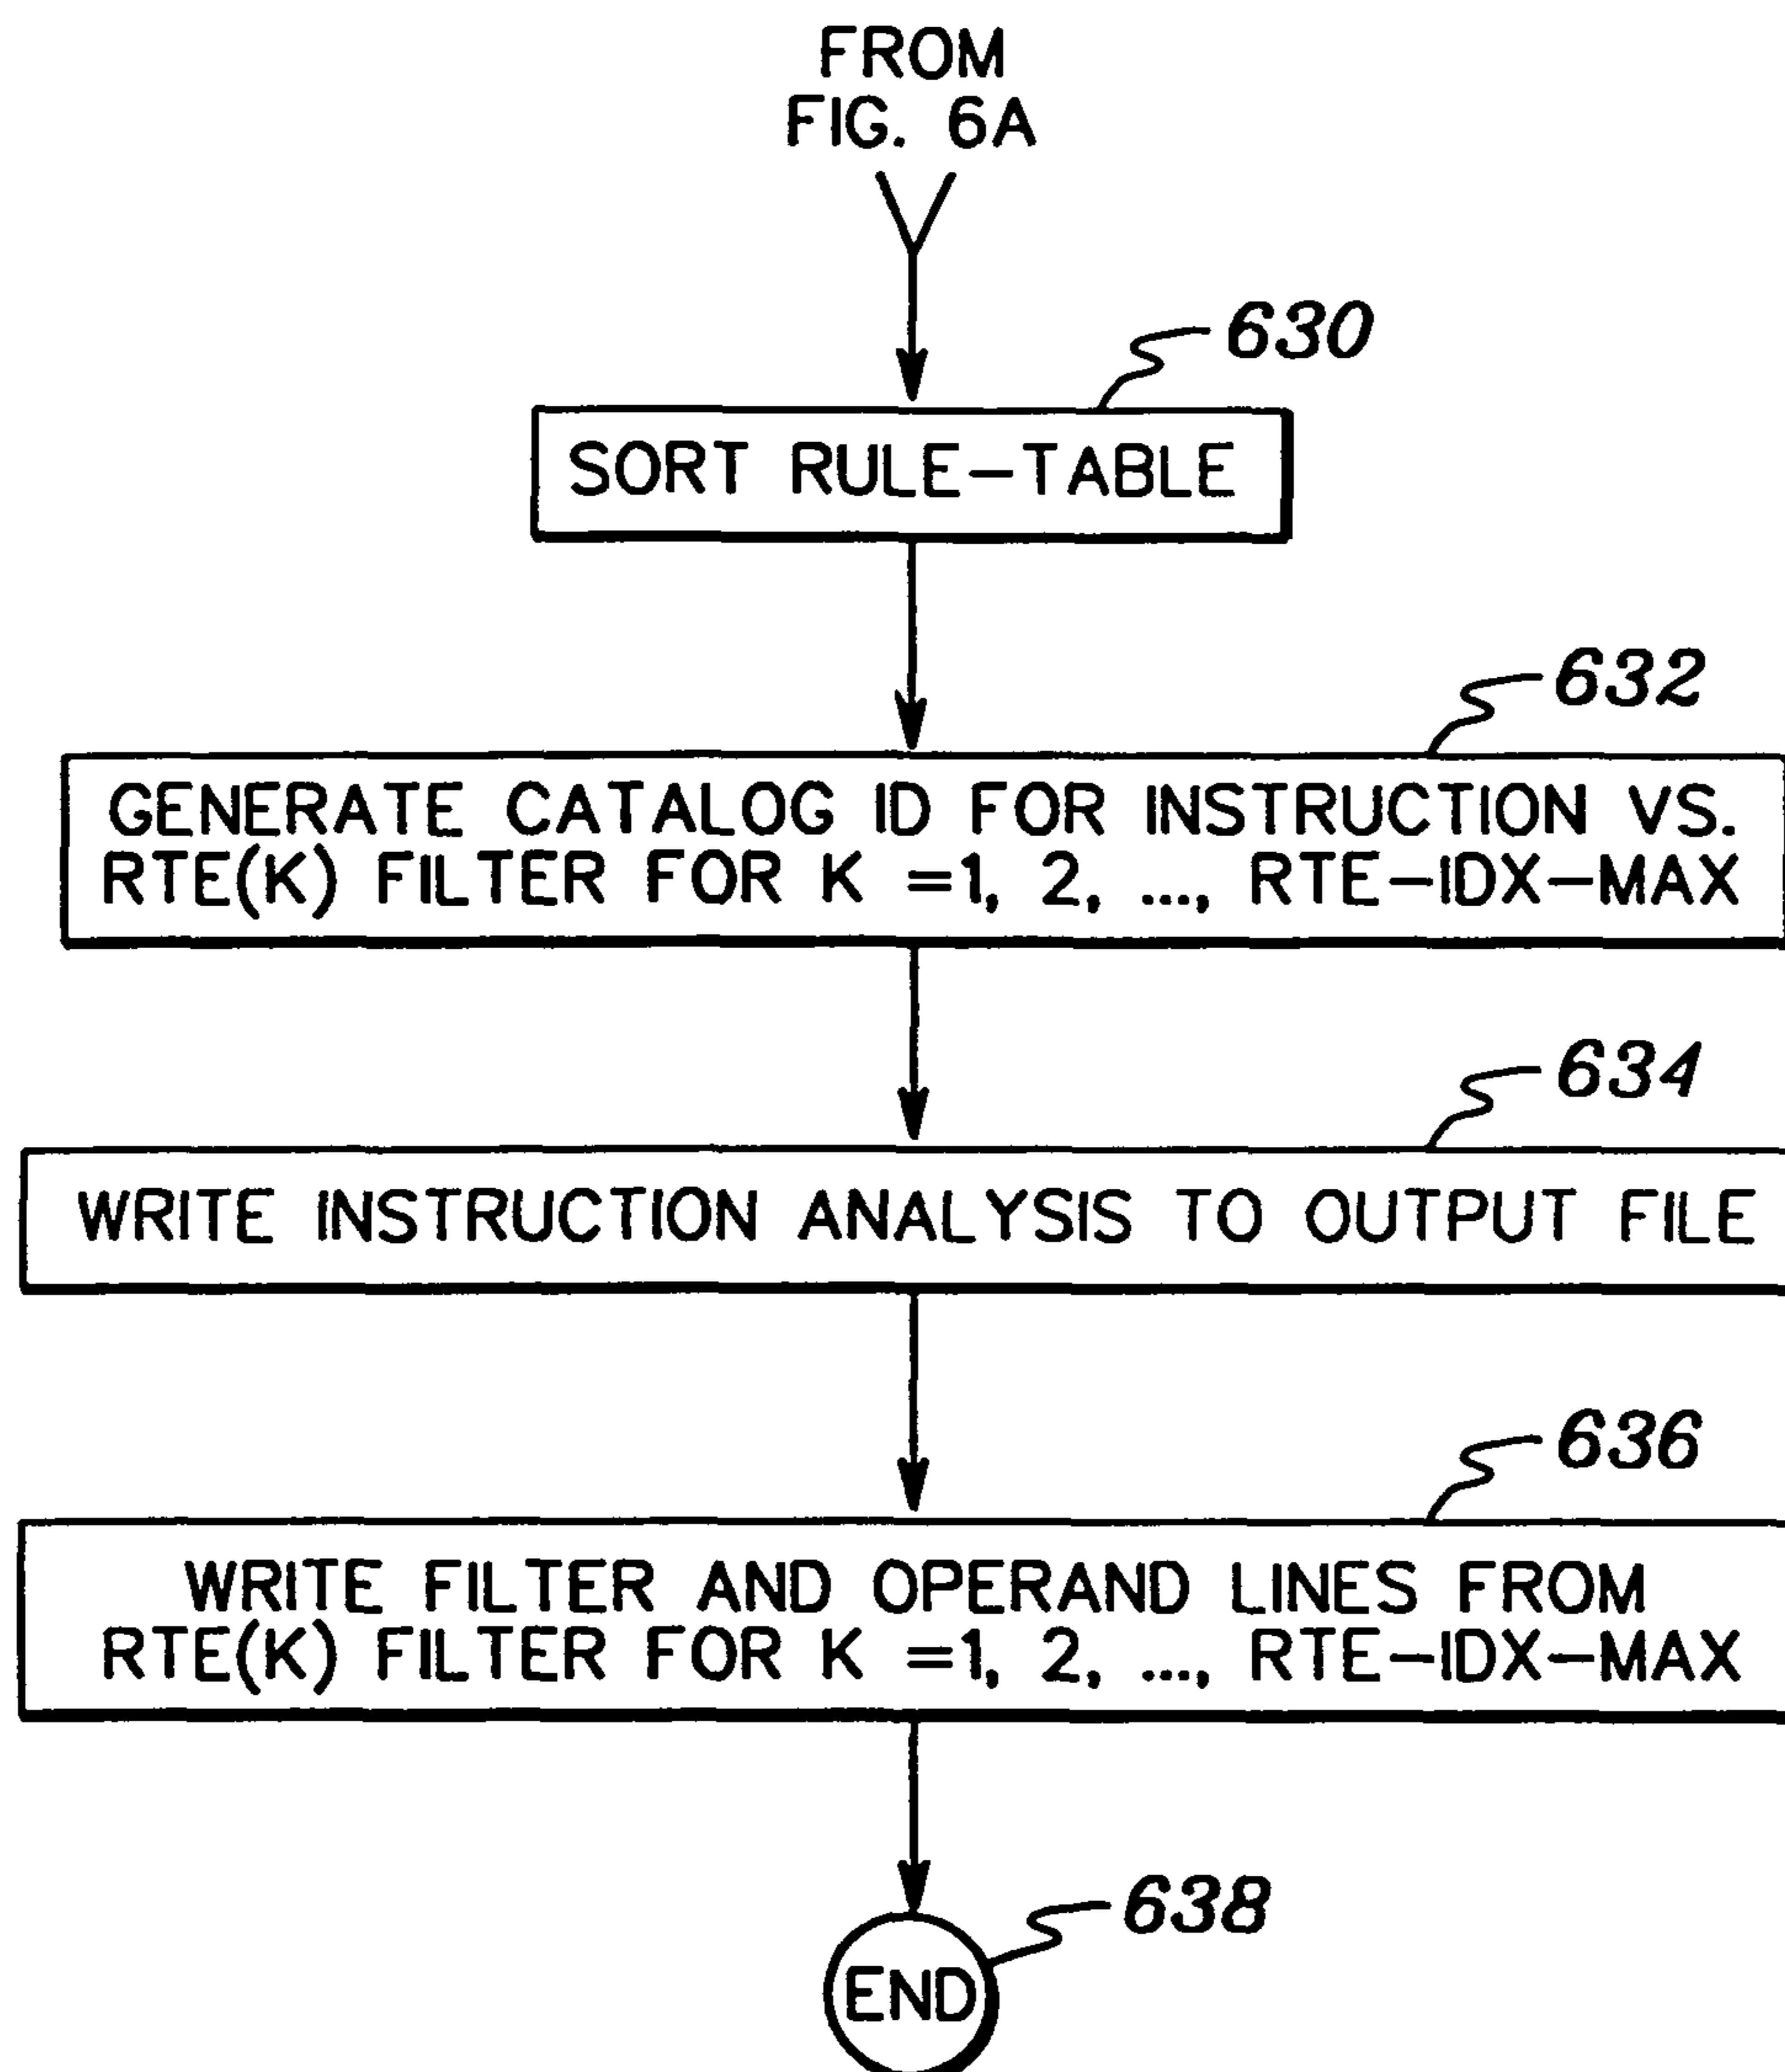 FROM
FIG. 6A
630
SORT RULE-TABLE
632
GENERATE CATALOG ID FOR INSTRUCTION VS.
RTE(K) FILTER FOR K =1, 2, ..., RTE-IDX-MAX
634
WRITE INSTRUCTION ANALYSIS TO OUTPUT FILE
636
WRITE FILTER AND OPERAND LINES FROM
RTE(K) FILTER FOR K =1, 2, ..., RTE-IDX-MAX
638
END